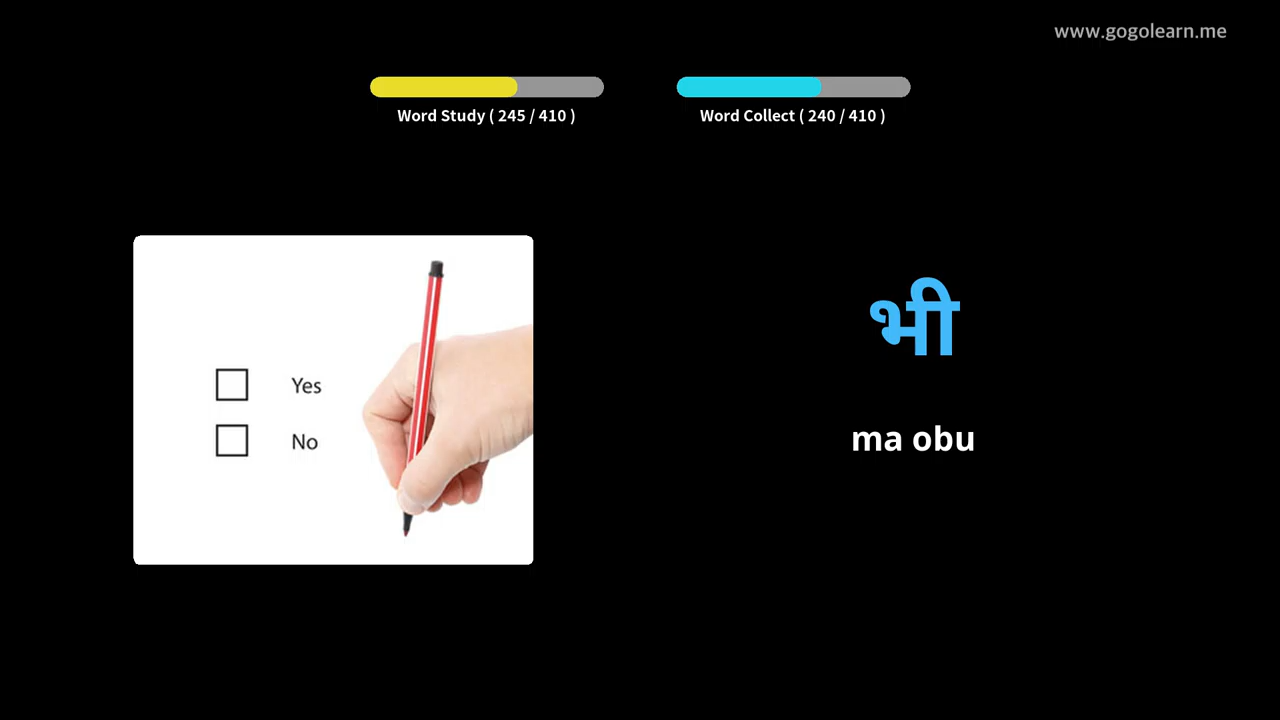 www.gogolearn.me
Word Study ( 245 / 410 )
Word Collect ( 240 / 410 )
Yes
No
भी
ma obu